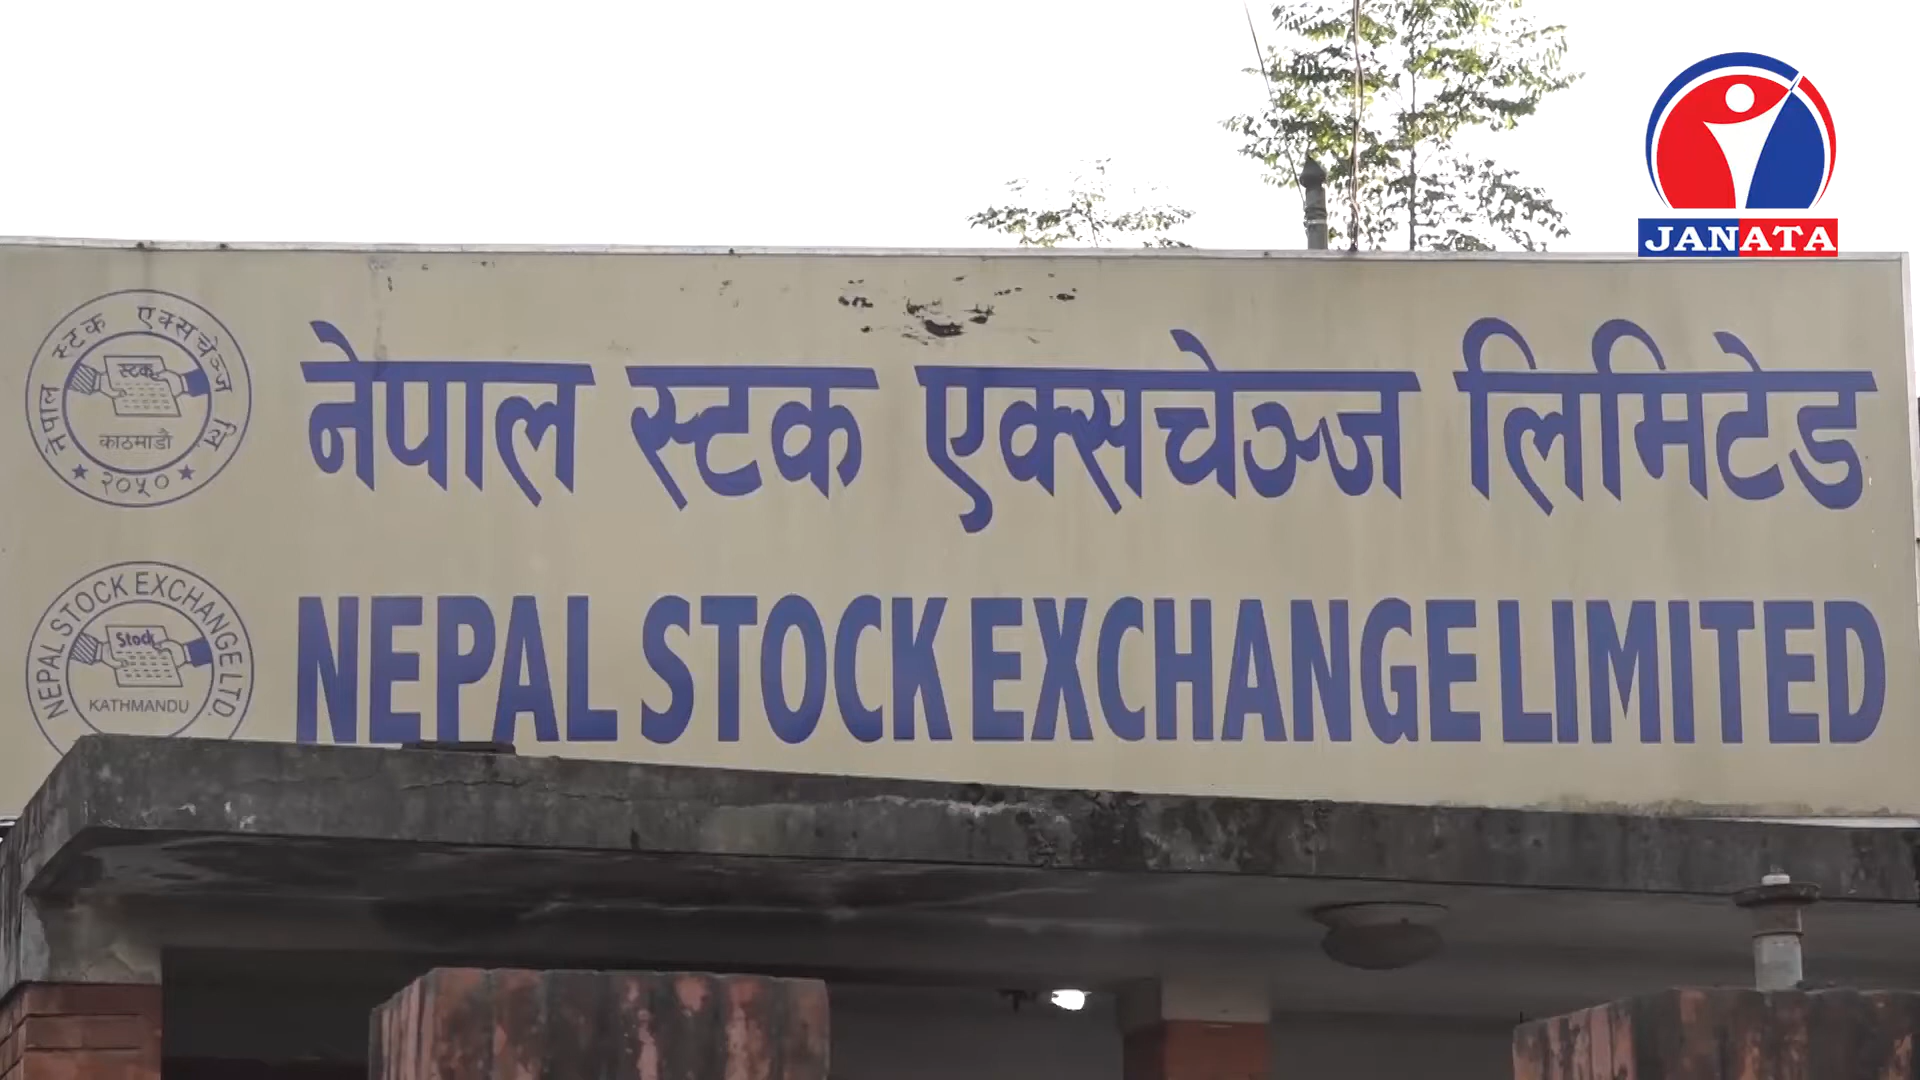 JANATA
नेपाल स्टक एक्सचेञ्ज लि.
स्टक
काठमाडौं
२०५०
नेपाल स्टक एक्सचेञ्ज लिमिटेड
NEPAL STOCK EXCHANGE LTD.
Stock
KATHMANDU
NEPAL STOCK EXCHANGE LIMITED